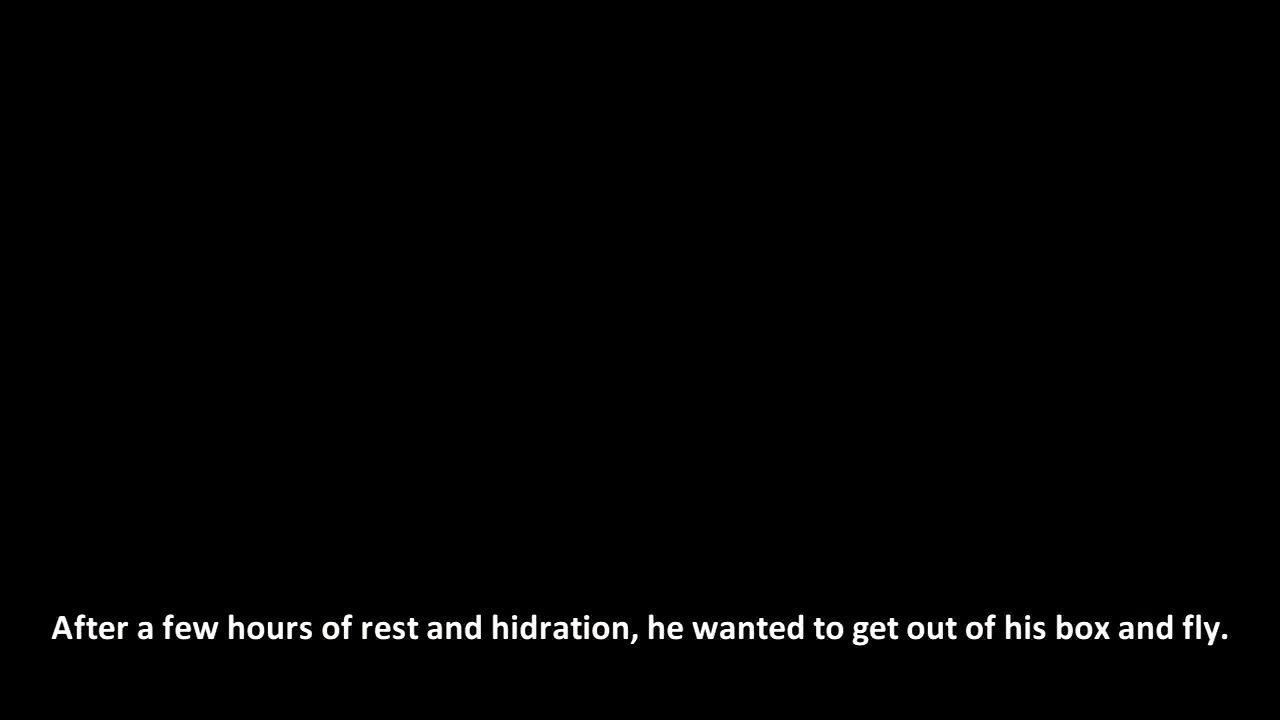 After a few hours of rest and hidration, he wanted to get out of his box and fly.